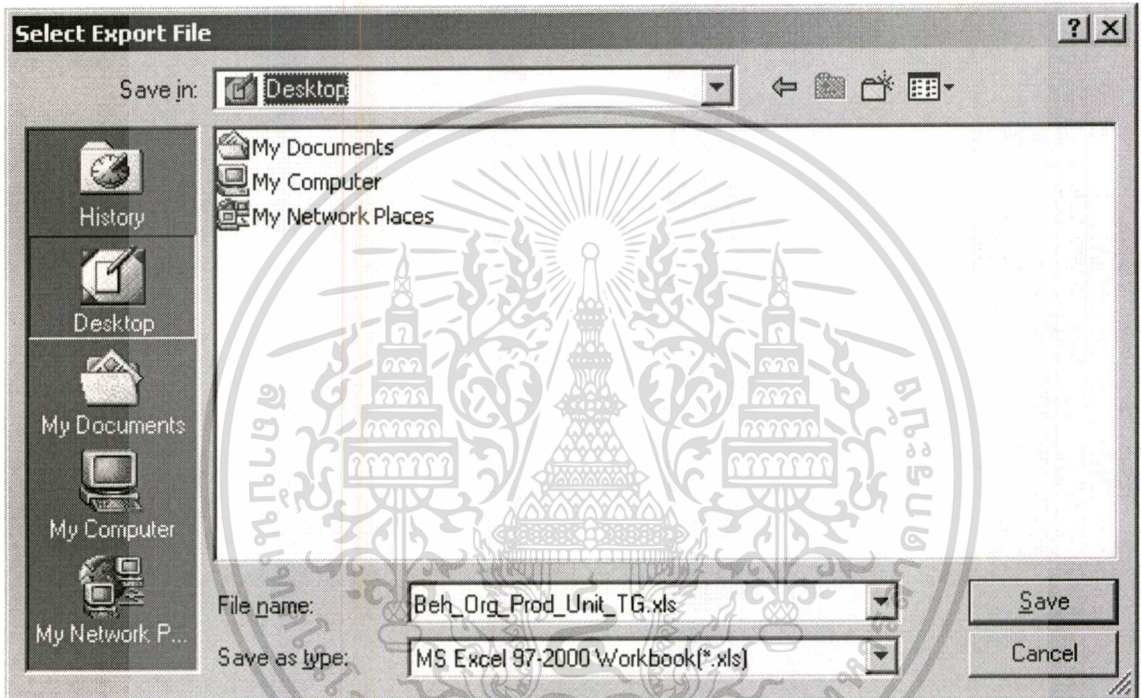 Select Export File
Save in:
Desktop
My Documents
My Computer
My Network Places
History
Desktop
My Documents
My Computer
My Network P...
File name:
Beh_Org_Prod_Unit_TG.xls
Save
Save as type:
MS Excel 97-2000 Workbook(*.xls)
Cancel